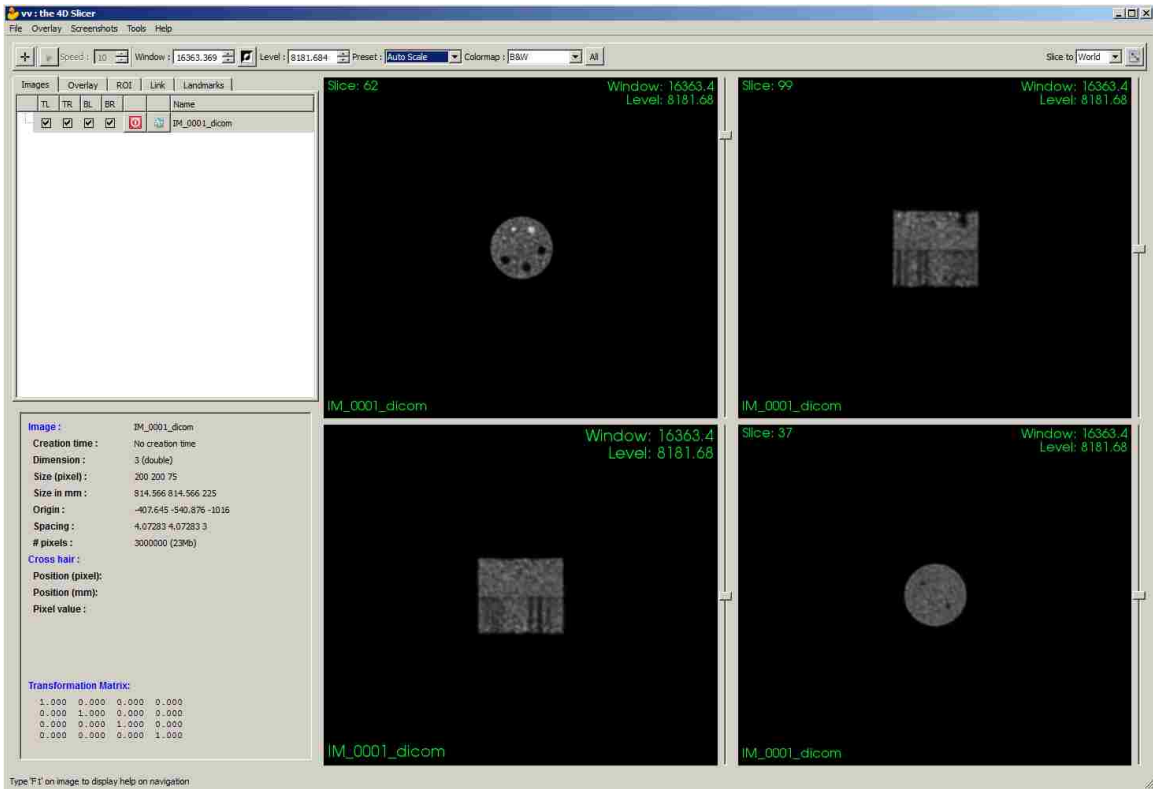 vv : the 4D Slicer
File Overlay Screenshots Tools Help
Speed : 10 Window : 16363.369 Level : 8181.684 Preset : Auto Scale Colormap : B&W All Slice to World
Images Overlay ROI Link Landmarks
TL TR BL BR Name
IM_0001_dicom
Slice: 62
Window: 16363.4
Level: 8181.68
IM_0001_dicom
Slice: 99
Window: 16363.4
Level: 8181.68
IM_0001_dicom
Image : IM_0001_dicom
Creation time : No creation time
Dimension : 3 (double)
Size (pixel) : 200 200 75
Size in mm : 814.566 814.566 225
Origin : -407.645 -540.876 -1016
Spacing : 4.07283 4.07283 3
# pixels : 3000000 (23Mb)
Cross hair :
Position (pixel):
Position (mm):
Pixel value :
Transformation Matrix:
1.000 0.000 0.000 0.000
0.000 1.000 0.000 0.000
0.000 0.000 1.000 0.000
0.000 0.000 0.000 1.000
Window: 16363.4
Level: 8181.68
IM_0001_dicom
Slice: 37
Window: 16363.4
Level: 8181.68
IM_0001_dicom
Type 'F1' on image to display help on navigation